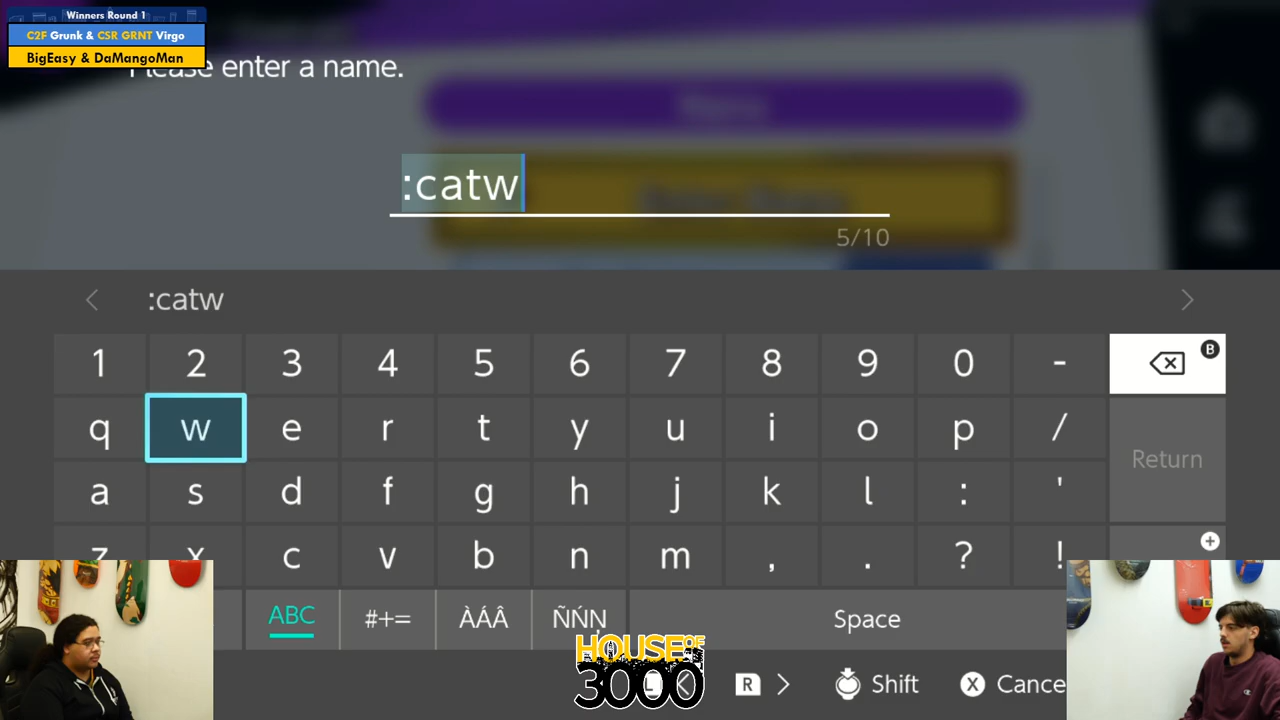 Winners Round 1
C2F Grunk & CSR GRNT Virgo
BigEasy & DaMangoMan
Please enter a name.
:catw
5/10
:catw
1 2 3 4 5 6 7 8 9 0 - B
q w e r t y u i o p /
Return
a s d f g h j k l : '
z x c v b n m , . ? ! +
ABC #+= ÀÁÂ ÑŃŅ Space
HOUSE OF
3000
L R Shift X Cance